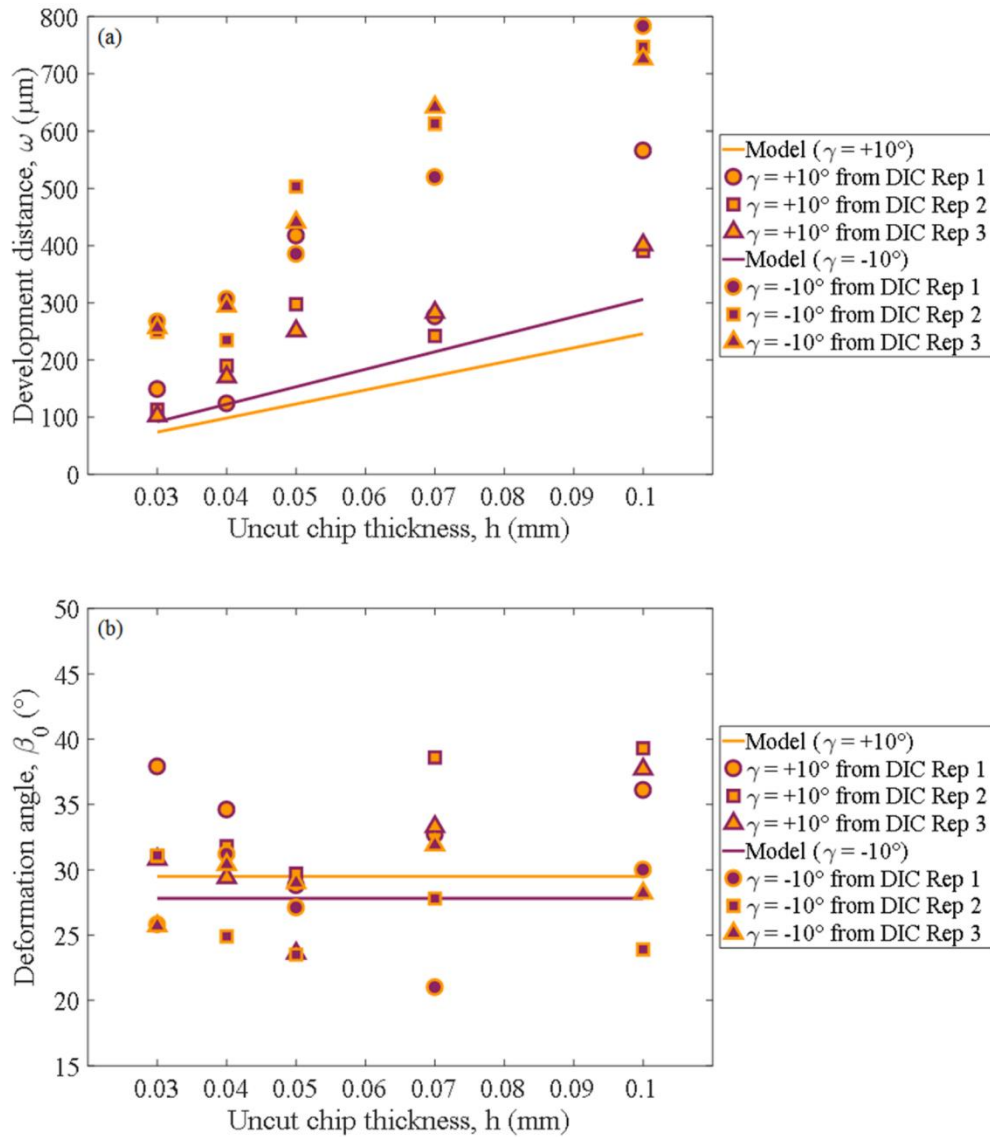 (a)
800
700
600
500
400
300
200
100
0
Development distance, ω (μm)
0.03 0.04 0.05 0.06 0.07 0.08 0.09 0.1
Uncut chip thickness, h (mm)
Model (γ = +10°)
γ = +10° from DIC Rep 1
γ = +10° from DIC Rep 2
γ = +10° from DIC Rep 3
Model (γ = -10°)
γ = -10° from DIC Rep 1
γ = -10° from DIC Rep 2
γ = -10° from DIC Rep 3
(b)
50
45
40
35
30
25
20
15
Deformation angle, β₀ (°)
0.03 0.04 0.05 0.06 0.07 0.08 0.09 0.1
Uncut chip thickness, h (mm)
Model (γ = +10°)
γ = +10° from DIC Rep 1
γ = +10° from DIC Rep 2
γ = +10° from DIC Rep 3
Model (γ = -10°)
γ = -10° from DIC Rep 1
γ = -10° from DIC Rep 2
γ = -10° from DIC Rep 3